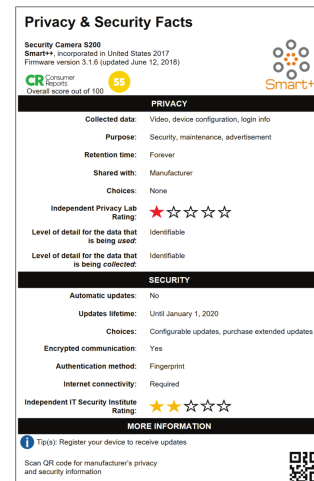 Privacy & Security Facts
Security Camera S200
Smart++, incorporated in United States 2017
Firmware version 3.1.6 (updated June 12, 2018)
CR Consumer Reports
55
Overall score out of 100
Smart++
PRIVACY
Collected data: Video, device configuration, login info
Purpose: Security, maintenance, advertisement
Retention time: Forever
Shared with: Manufacturer
Choices: None
Independent Privacy Lab
Rating:
Level of detail for the data that Identifiable
is being used:
Level of detail for the data that Identifiable
is being collected:
SECURITY
Automatic updates: No
Updates lifetime: Until January 1, 2020
Choices: Configurable updates, purchase extended updates
Encrypted communication: Yes
Authentication method: Fingerprint
Internet connectivity: Required
Independent IT Security Institute
Rating:
MORE INFORMATION
i Tip(s): Register your device to receive updates
Scan QR code for manufacturer's privacy
and security information